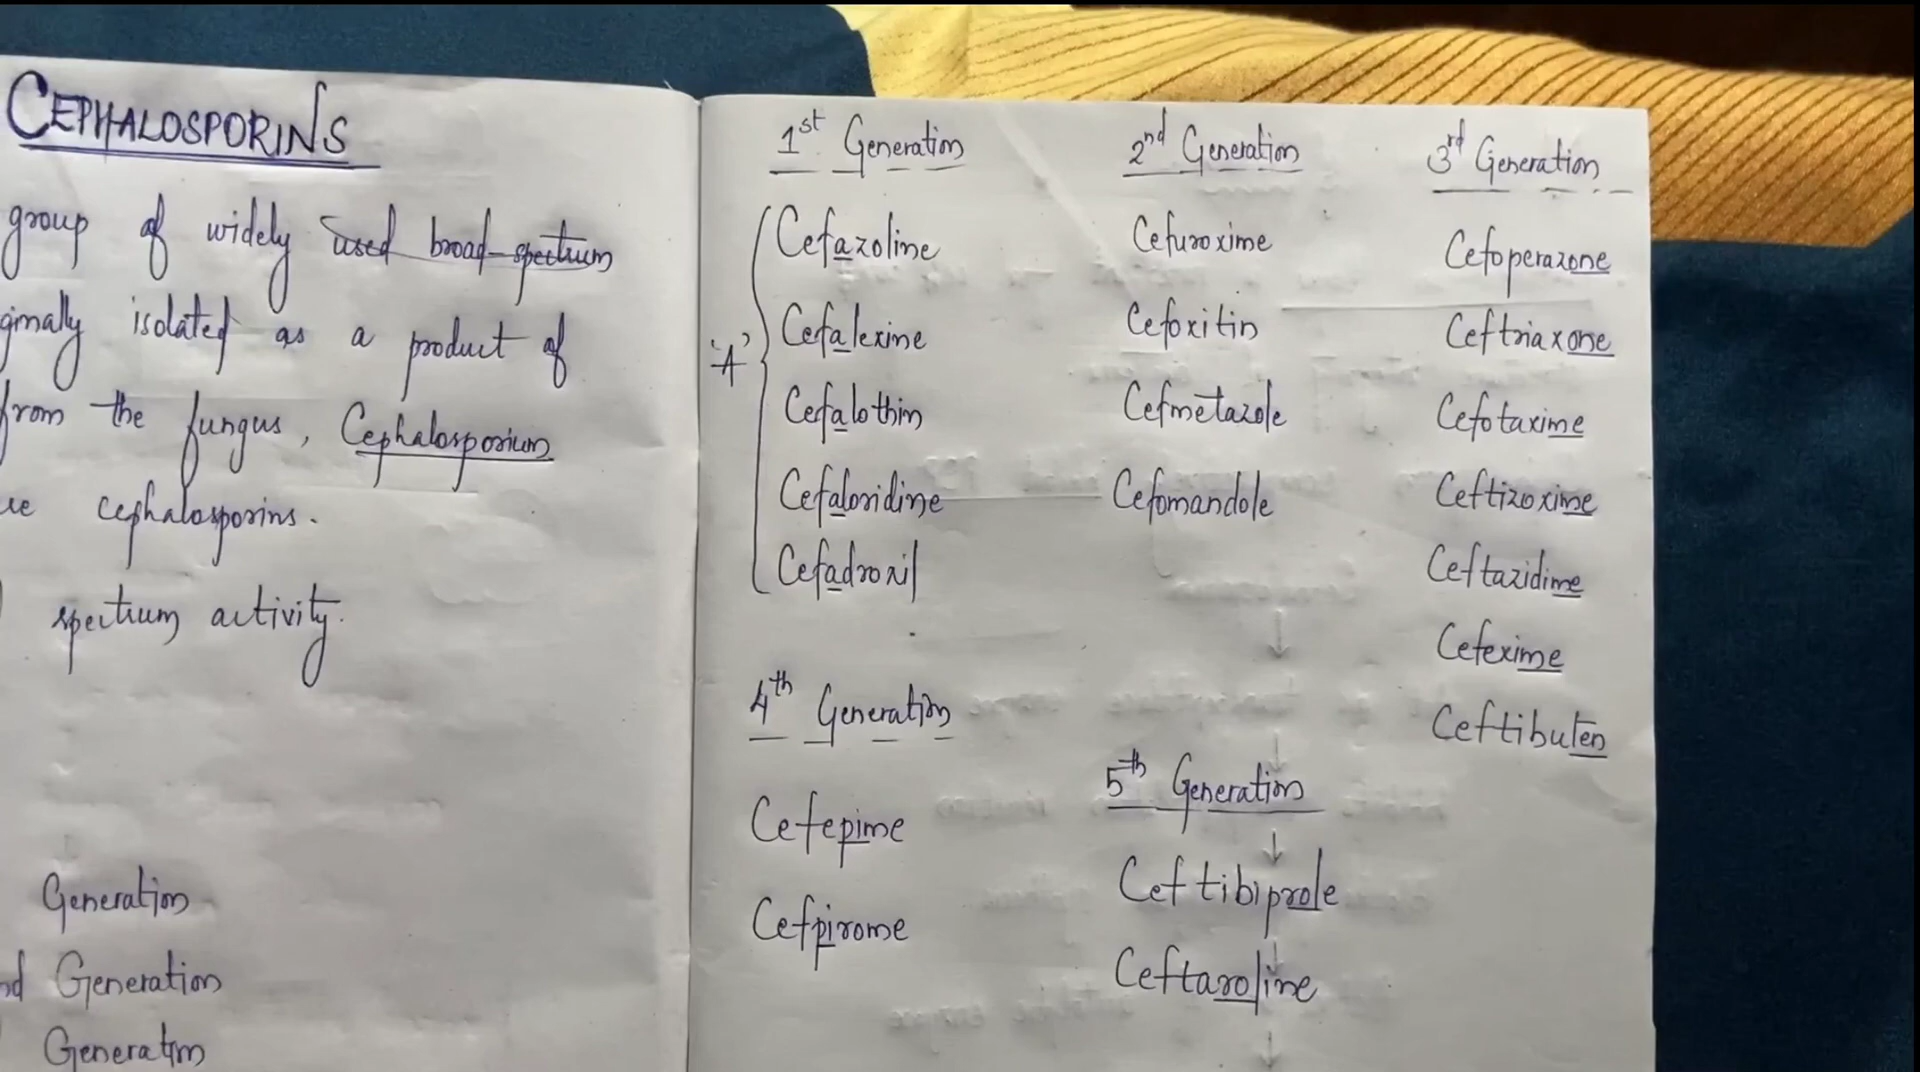 CEPHALOSPORINS
group of widely used broad-spectrum
ginally isolated as a product of
from the fungus, Cephalosporium
ue cephalosporins.
spectrum activity.
Generation
nd Generation
Generation
1st Generation
'A'
Cefazoline
Cefalexine
Cefalothin
Cefaloridine
Cefadroxil
2nd Generation
Cefuroxime
Cefoxitin
Cefmetazole
Cefomandole
3rd Generation
Cefoperazone
Ceftriaxone
Cefotaxime
Ceftizoxime
Ceftazidime
Cefexime
Ceftibuten
4th Generation
Cefepime
Cefpirome
5th Generation
Ceftibiprole
Ceftaroline